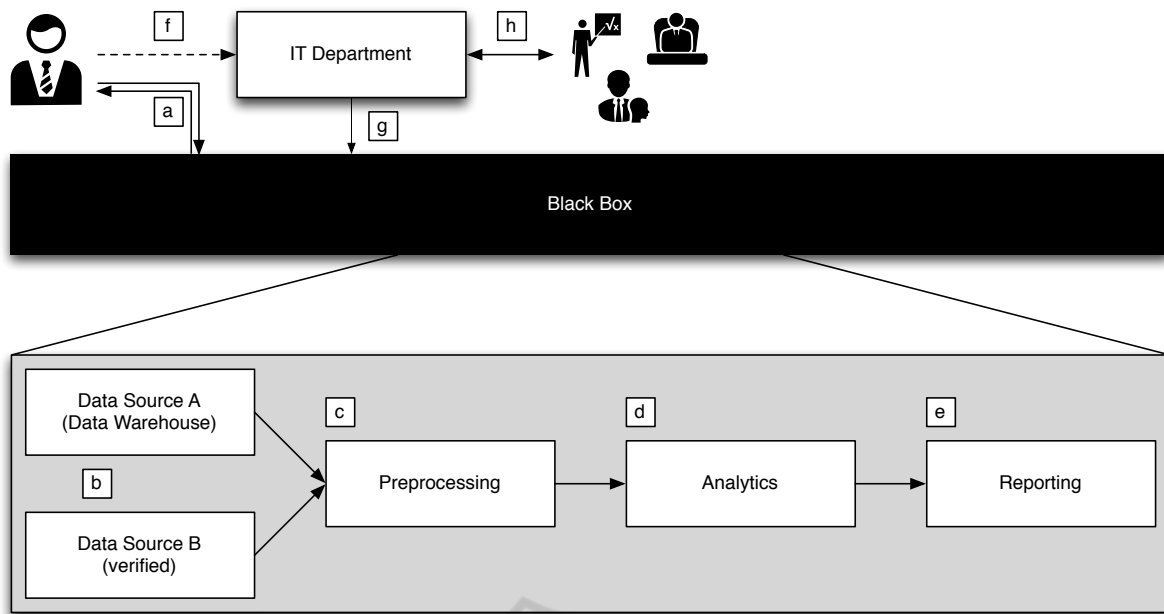 f
IT Department
h
√x
a
g
Black Box
Data Source A
(Data Warehouse)
b
Data Source B
(verified)
c
Preprocessing
d
Analytics
e
Reporting